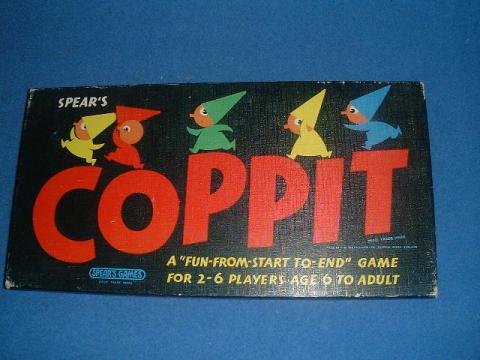 SPEAR'S
COPPIT
A "FUN-FROM-START TO-END" GAME
FOR 2-6 PLAYERS AGE 6 TO ADULT
SPEAR'S GAMES